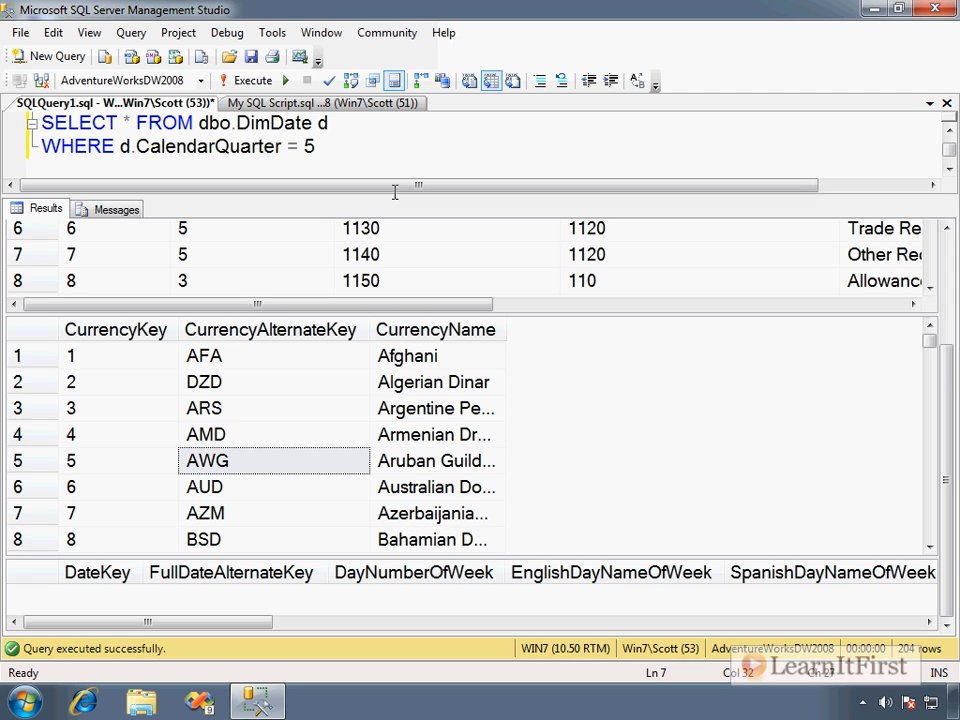 Microsoft SQL Server Management Studio
File Edit View Query Project Debug Tools Window Community Help
New Query
AdventureWorksDW2008 Execute
SQLQuery1.sql - W...Win7\Scott (53))* My SQL Script.sql ...8 (Win7\Scott (51))
SELECT * FROM dbo.DimDate d
WHERE d.CalendarQuarter = 5
Results Messages
6 6 5 1130 1120 Trade Re
7 7 5 1140 1120 Other Rec
8 8 3 1150 110 Allowanc
CurrencyKey CurrencyAlternateKey CurrencyName
1 1 AFA Afghani
2 2 DZD Algerian Dinar
3 3 ARS Argentine Pe...
4 4 AMD Armenian Dr...
5 5 AWG Aruban Guild...
6 6 AUD Australian Do...
7 7 AZM Azerbaijania...
8 8 BSD Bahamian D...
DateKey FullDateAlternateKey DayNumberOfWeek EnglishDayNameOfWeek SpanishDayNameOfWeek
Query executed successfully. WIN7 (10.50 RTM) Win7\Scott (53) AdventureWorksDW2008 00:00:00 204 rows
Ready Ln 7 Col 32 Ch 27 INS
LearnItFirst